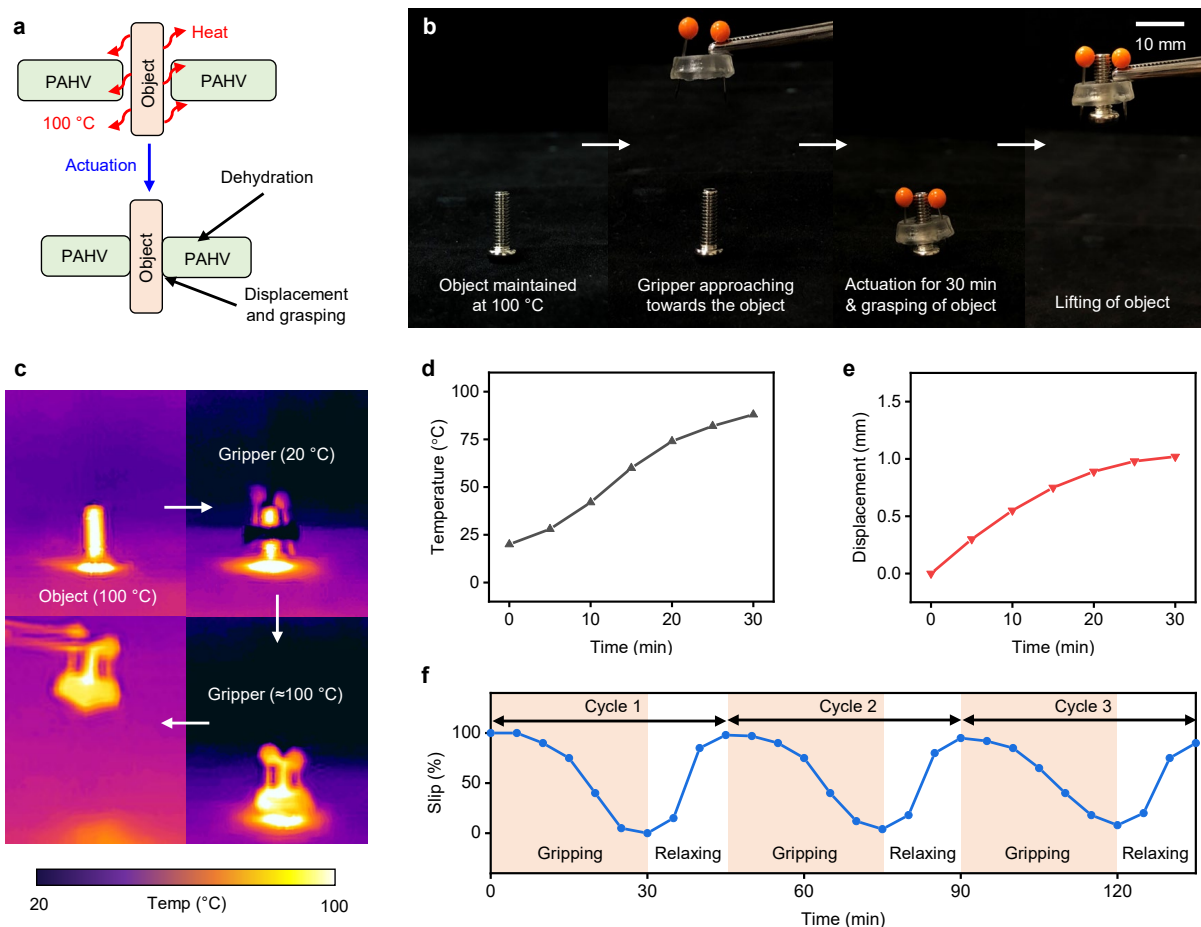 a
Heat
PAHV
Object
PAHV
100 °C
Actuation
Dehydration
PAHV
Object
PAHV
Displacement
and grasping
b
10 mm
Object maintained
at 100 °C
Gripper approaching
towards the object
Actuation for 30 min
& grasping of object
Lifting of object
c
Gripper (20 °C)
Object (100 °C)
Gripper (≈100 °C)
20
Temp (°C)
100
d
100
75
50
25
0
Temperature (°C)
0
10
20
30
Time (min)
e
1.5
1.0
0.5
0.0
Displacement (mm)
0
10
20
30
Time (min)
f
Cycle 1
Cycle 2
Cycle 3
100
50
0
Slip (%)
Gripping
Relaxing
Gripping
Relaxing
Gripping
Relaxing
0
30
60
90
120
Time (min)